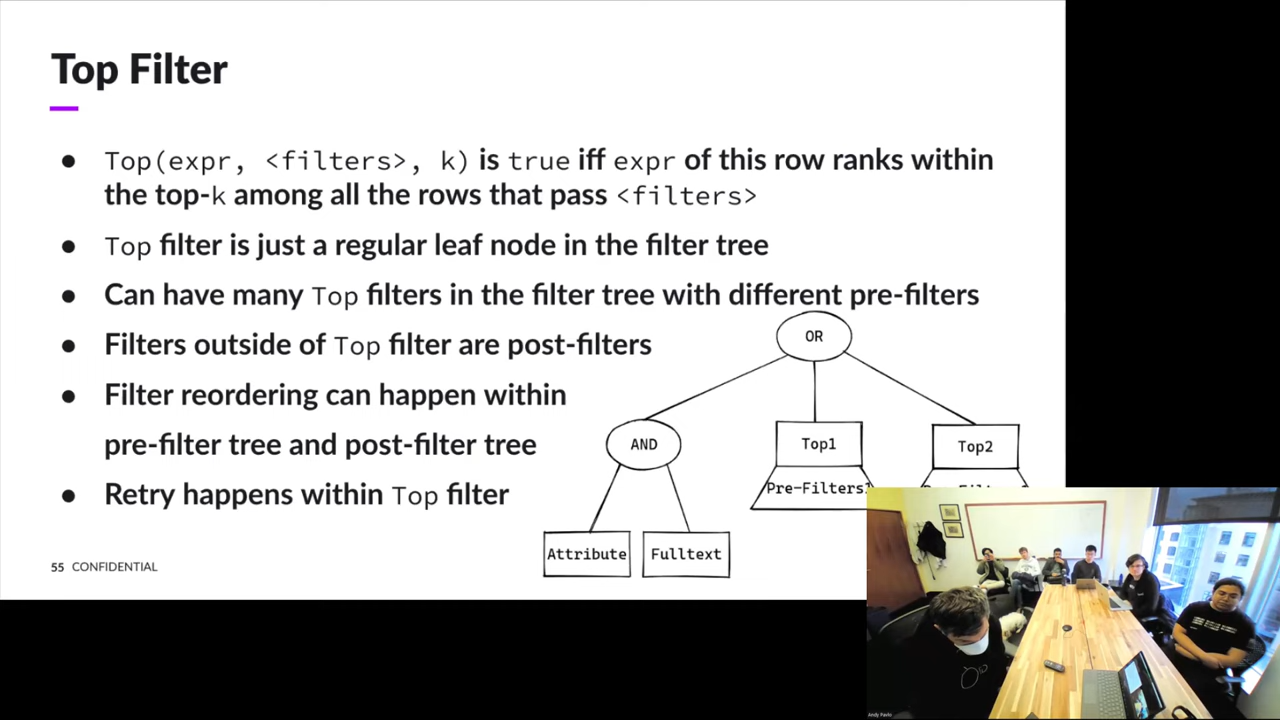 Top Filter
● Top(expr, <filters>, k) is true iff expr of this row ranks within
the top-k among all the rows that pass <filters>
● Top filter is just a regular leaf node in the filter tree
● Can have many Top filters in the filter tree with different pre-filters
● Filters outside of Top filter are post-filters
● Filter reordering can happen within
pre-filter tree and post-filter tree
● Retry happens within Top filter
OR
AND
Top1
Top2
Pre-Filters1
Attribute
Fulltext
55 CONFIDENTIAL
Andy Pavlo